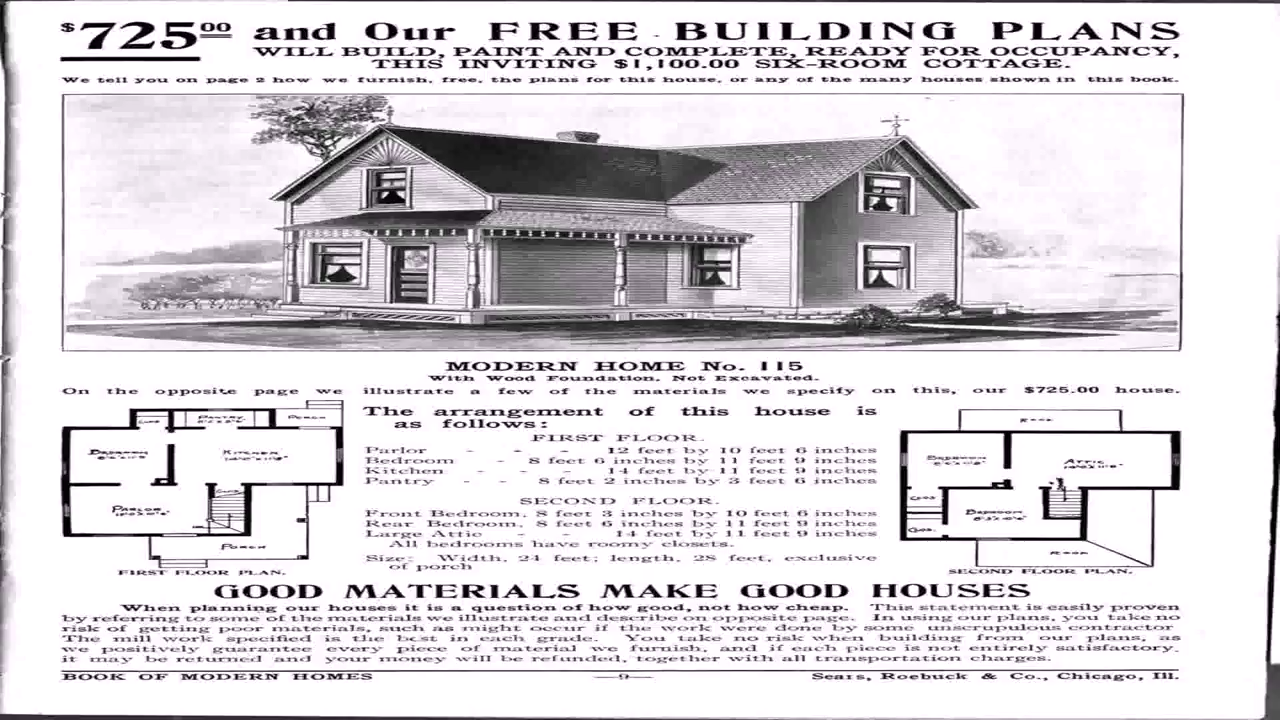 $725.00 and Our FREE BUILDING PLANS
WILL BUILD, PAINT AND COMPLETE, READY FOR OCCUPANCY,
THIS INVITING $1,100.00 SIX-ROOM COTTAGE.
We tell you on page 2 how we furnish, free, the plans for this house, or any of the many houses shown in this book.
MODERN HOME No. 115
With Wood Foundation. Not Excavated.
On the opposite page we illustrate a few of the materials we specify on this, our $725.00 house.
The arrangement of this house is
as follows:
FIRST FLOOR.
Parlor - - - 12 feet by 10 feet 6 inches
Bedroom - - 8 feet 6 inches by 11 feet 9 inches
Kitchen - - - 14 feet by 11 feet 9 inches
Pantry - - 8 feet 2 inches by 3 feet 6 inches
SECOND FLOOR.
Front Bedroom, 8 feet 3 inches by 10 feet 6 inches
Rear Bedroom, 8 feet 6 inches by 11 feet 9 inches
Large Attic - - 14 feet by 11 feet 9 inches
All bedrooms have roomy closets.
Size: Width, 24 feet; length, 28 feet, exclusive
of porch
PANTRY
PORCH
BEDROOM
KITCHEN
PARLOR
PORCH
FIRST FLOOR PLAN.
ROOF
BEDROOM
ATTIC
CLOS
BEDROOM
CLOS.
ROOF
SECOND FLOOR PLAN.
GOOD MATERIALS MAKE GOOD HOUSES
When planning our houses it is a question of how good, not how cheap. This statement is easily proven
by referring to some of the materials we illustrate and describe on opposite page. In using our plans, you take no
risk of getting poor materials, such as might occur if the work were done by some unscrupulous contractor
The mill work specified is the best in each grade. You take no risk when building from our plans, as
we positively guarantee every piece of material we furnish, and if each piece is not entirely satisfactory,
it may be returned and your money will be refunded, together with all transportation charges.
BOOK OF MODERN HOMES —9— Sears, Roebuck & Co., Chicago, Ill.